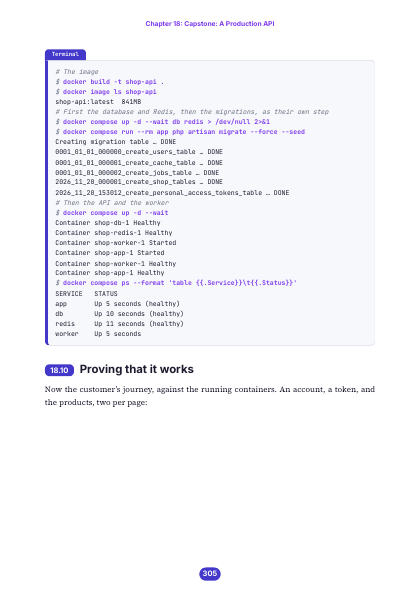 Chapter 18: Capstone: A Production API
Terminal
# The image
$ docker build -t shop-api .
$ docker image ls shop-api
shop-api:latest  841MB
# First the database and Redis, then the migrations, as their own step
$ docker compose up -d --wait db redis > /dev/null 2>&1
$ docker compose run --rm app php artisan migrate --force --seed
Creating migration table … DONE
0001_01_01_000000_create_users_table … DONE
0001_01_01_000001_create_cache_table … DONE
0001_01_01_000002_create_jobs_table … DONE
2026_11_20_000001_create_shop_tables … DONE
2026_11_20_153012_create_personal_access_tokens_table … DONE
# Then the API and the worker
$ docker compose up -d --wait
Container shop-db-1 Healthy
Container shop-redis-1 Healthy
Container shop-worker-1 Started
Container shop-app-1 Started
Container shop-worker-1 Healthy
Container shop-app-1 Healthy
$ docker compose ps --format 'table {{.Service}}\t{{.Status}}'
SERVICE   STATUS
app       Up 5 seconds (healthy)
db        Up 10 seconds (healthy)
redis     Up 11 seconds (healthy)
worker    Up 5 seconds
18.10 Proving that it works
Now the customer's journey, against the running containers. An account, a token, and
the products, two per page:
305